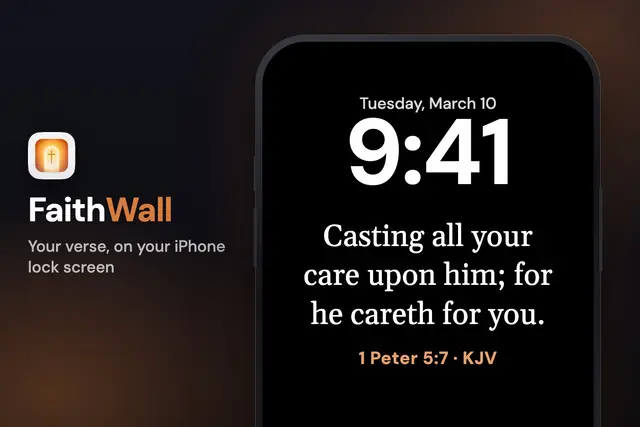 FaithWall
Your verse, on your iPhone
lock screen
Tuesday, March 10
9:41
Casting all your
care upon him; for
he careth for you.
1 Peter 5:7 · KJV